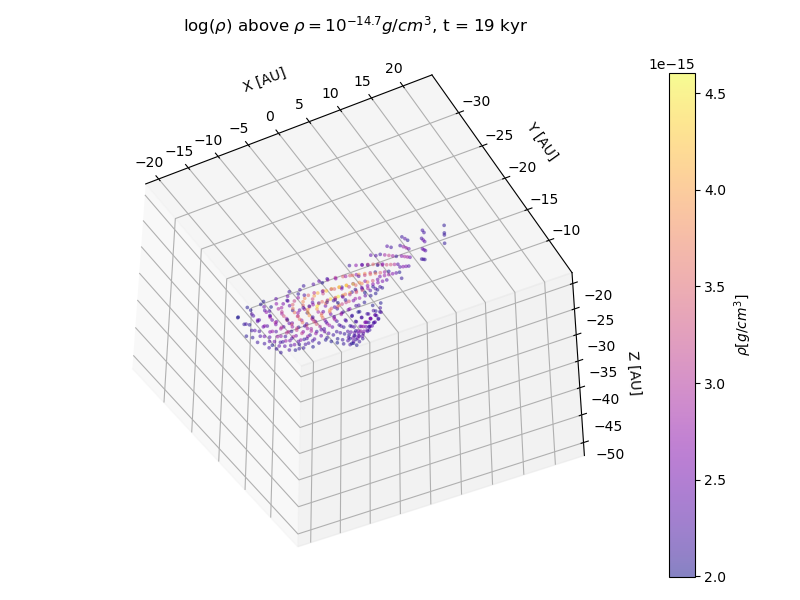 log(ρ) above ρ = 10^{-14.7}g/cm^3, t = 19 kyr
X [AU]
−20 −15 −10 −5 0 5 10 15 20
Y [AU]
−30
−25
−20
−15
−10
Z [AU]
−20
−25
−30
−35
−40
−45
−50
1e−15
4.5
4.0
3.5
3.0
2.5
2.0
ρ[g/cm^3]